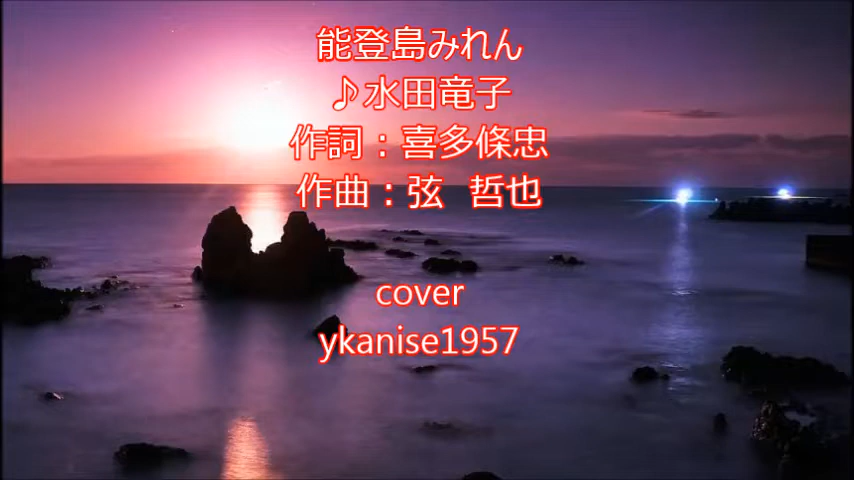 能登島みれん
♪水田竜子
作詞：喜多條忠
作曲：弦　哲也
cover
ykanise1957